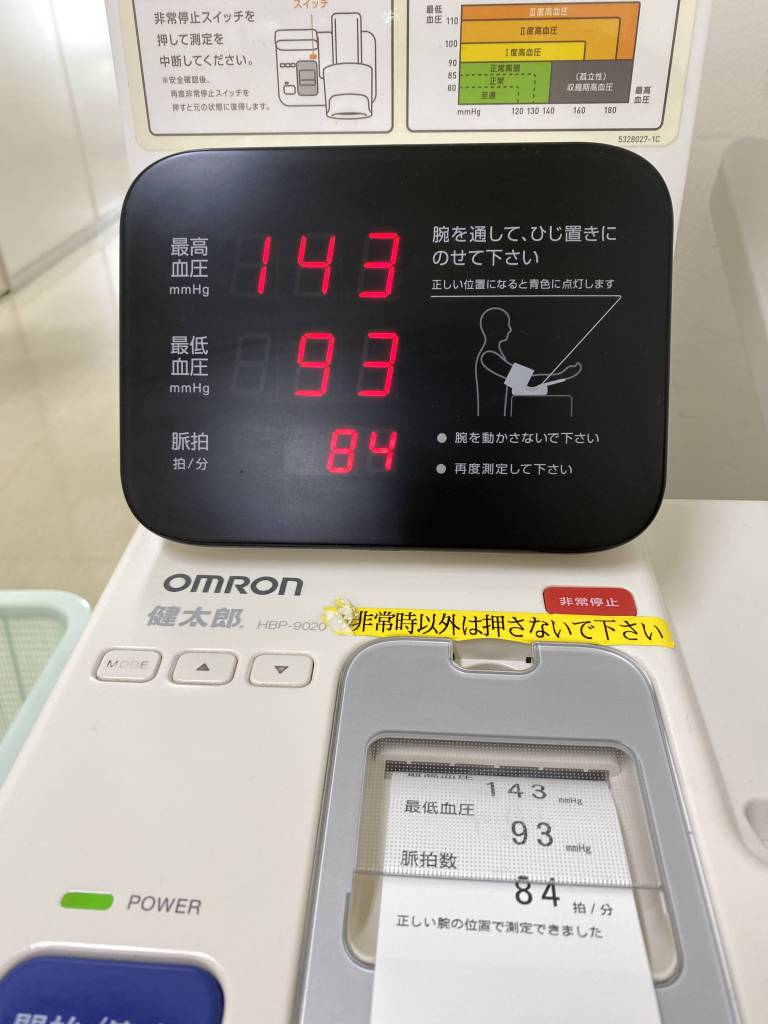 スイッチ
非常停止スイッチを
押して測定を
中断してください。
※安全確認後、
再度非常停止スイッチを
押すと元の状態に復帰します。
最低
血圧
110
100
90
85
80
III度高血圧
II度高血圧
I度高血圧
正常高値
正常
至適
(孤立性)
収縮期高血圧
mmHg
120 130 140 160 180
最高
血圧
5328027-1C
最高
血圧
mmHg
143
最低
血圧
mmHg
93
脈拍
拍/分
84
腕を通して、ひじ置きに
のせて下さい
正しい位置になると青色に点灯します
● 腕を動かさないで下さい
● 再度測定して下さい
OMRON
健太郎® HBP-9020
非常停止
非常時以外は押さないで下さい
MODE ▲ ▼
最高血圧
143 mmHg
最低血圧
93 mmHg
脈拍数
84 拍/分
正しい腕の位置で測定できました
POWER